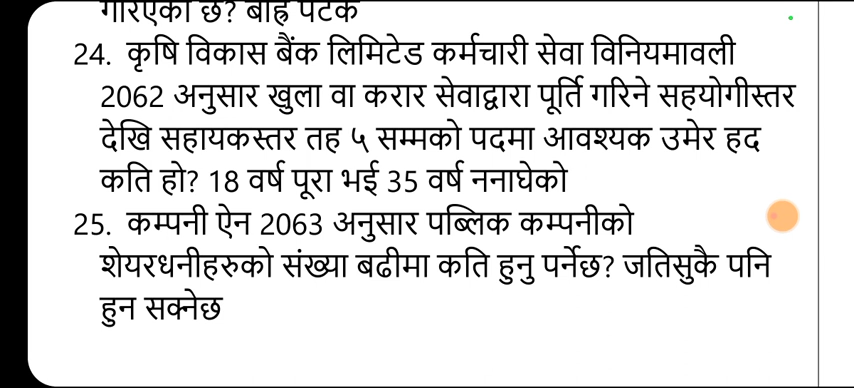 गरिएको छ? बाह्र पटक
24. कृषि विकास बैंक लिमिटेड कर्मचारी सेवा विनियमावली
2062 अनुसार खुला वा करार सेवाद्वारा पूर्ति गरिने सहयोगीस्तर
देखि सहायकस्तर तह ५ सम्मको पदमा आवश्यक उमेर हद
कति हो? 18 वर्ष पूरा भई 35 वर्ष ननाघेको
25. कम्पनी ऐन 2063 अनुसार पब्लिक कम्पनीको
शेयरधनीहरुको संख्या बढीमा कति हुनु पर्नेछ? जतिसुकै पनि
हुन सक्नेछ